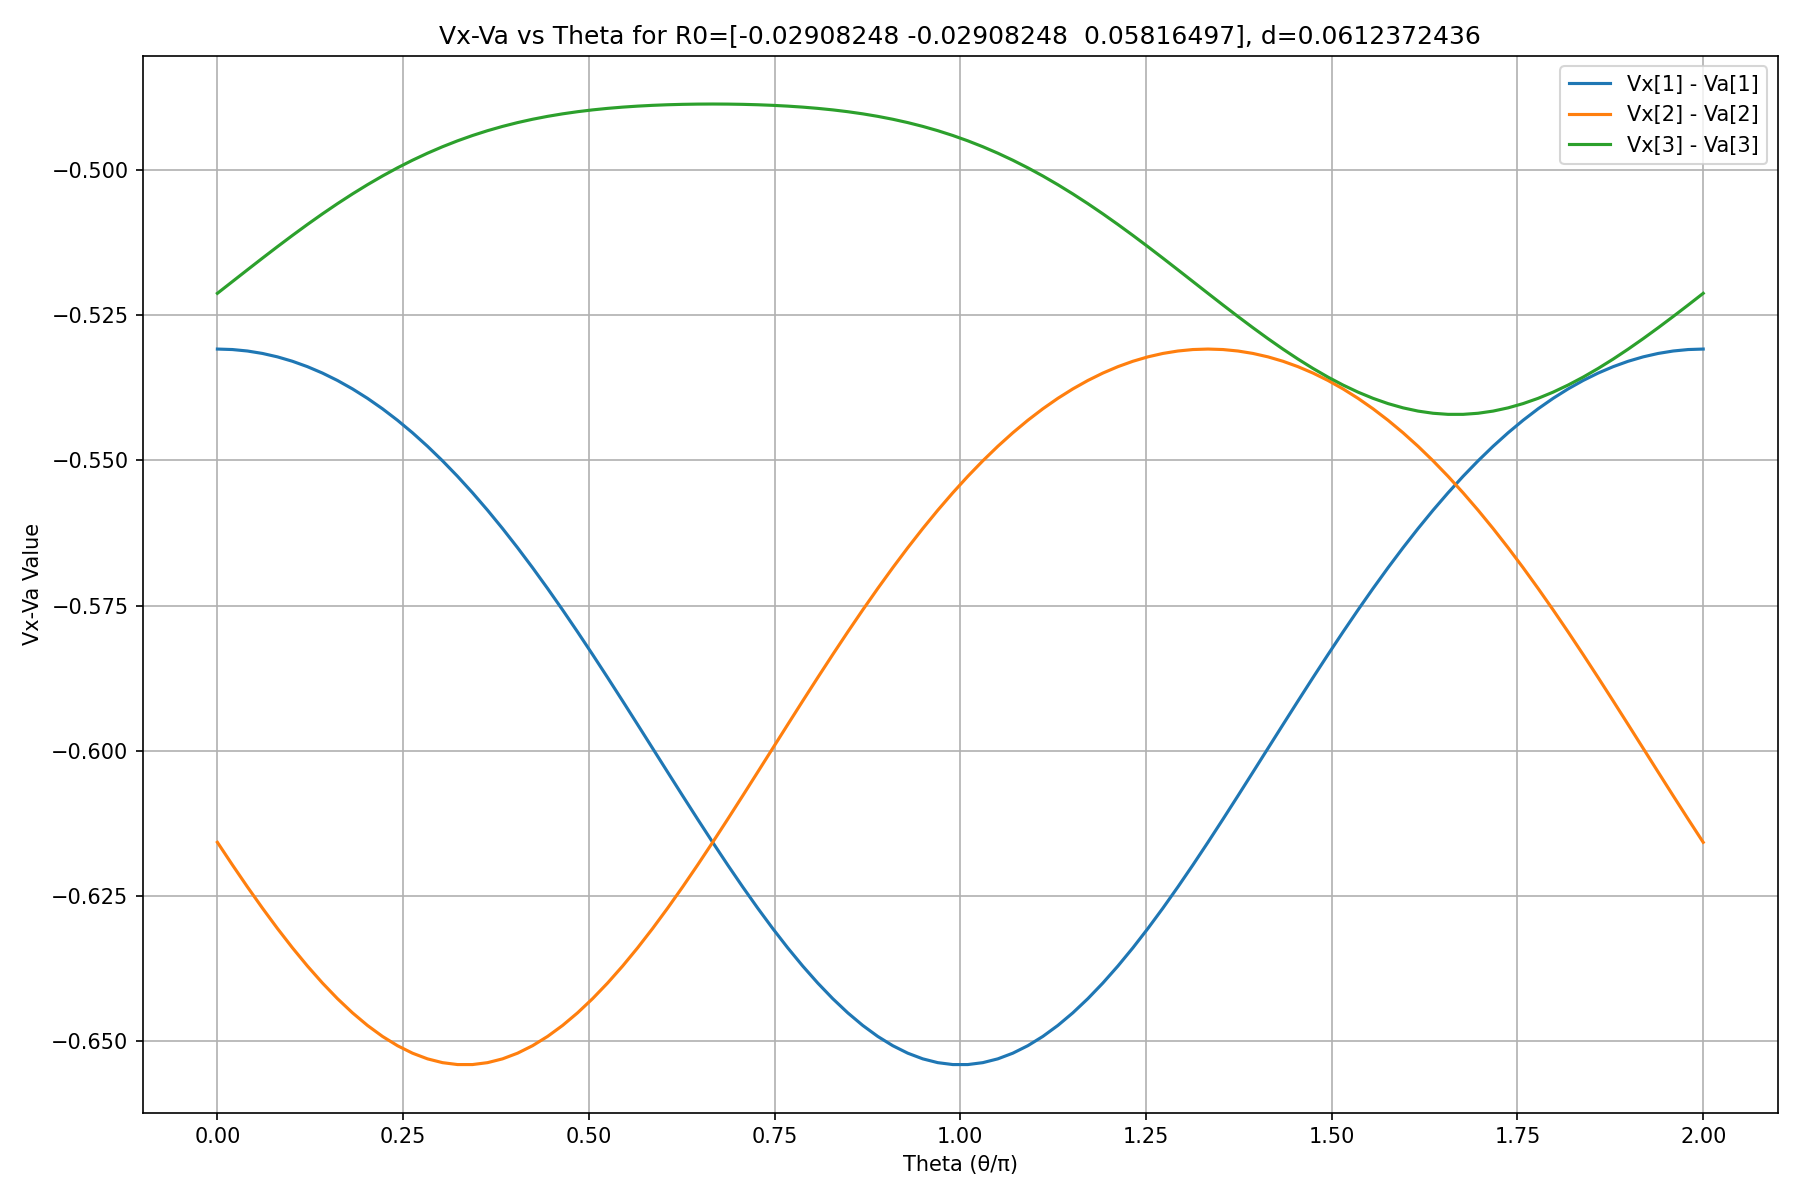 Vx-Va vs Theta for R0=[-0.02908248 -0.02908248  0.05816497], d=0.0612372436
Vx[1] - Va[1]
Vx[2] - Va[2]
Vx[3] - Va[3]
Vx-Va Value
−0.500
−0.525
−0.550
−0.575
−0.600
−0.625
−0.650
0.00 0.25 0.50 0.75 1.00 1.25 1.50 1.75 2.00
Theta (θ/π)